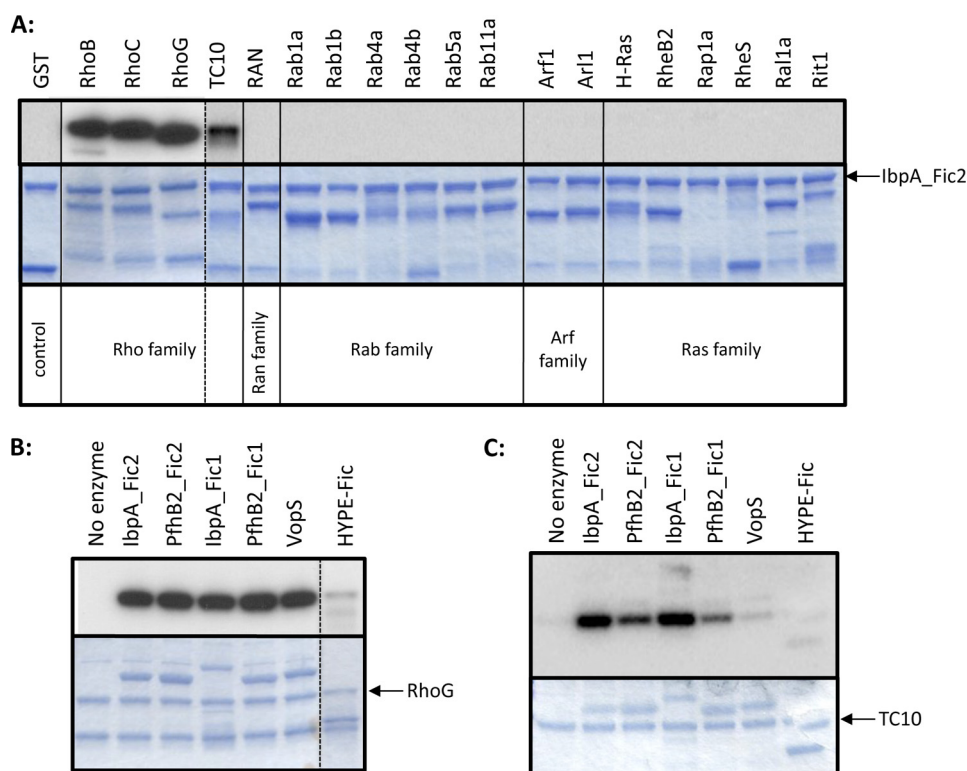 A:
GST RhoB RhoC RhoG TC10 RAN Rab1a Rab1b Rab4a Rab4b Rab5a Rab11a Arf1 Arl1 H-Ras RheB2 Rap1a RheS Ral1a Rit1
IbpA_Fic2
control Rho family Ran family Rab family Arf family Ras family
B:
No enzyme IbpA_Fic2 PfhB2_Fic2 IbpA_Fic1 PfhB2_Fic1 VopS HYPE-Fic
RhoG
C:
No enzyme IbpA_Fic2 PfhB2_Fic2 IbpA_Fic1 PfhB2_Fic1 VopS HYPE-Fic
TC10